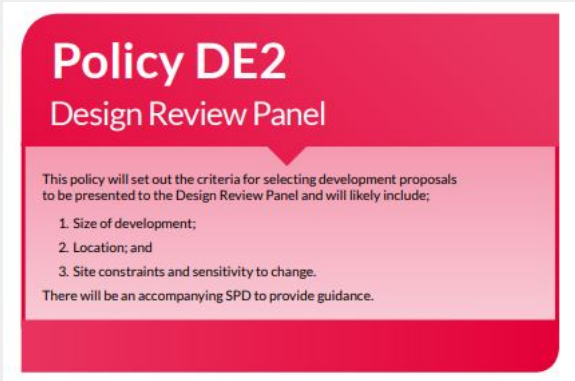 Policy DE2
Design Review Panel
This policy will set out the criteria for selecting development proposals
to be presented to the Design Review Panel and will likely include;
1. Size of development;
2. Location; and
3. Site constraints and sensitivity to change.
There will be an accompanying SPD to provide guidance.